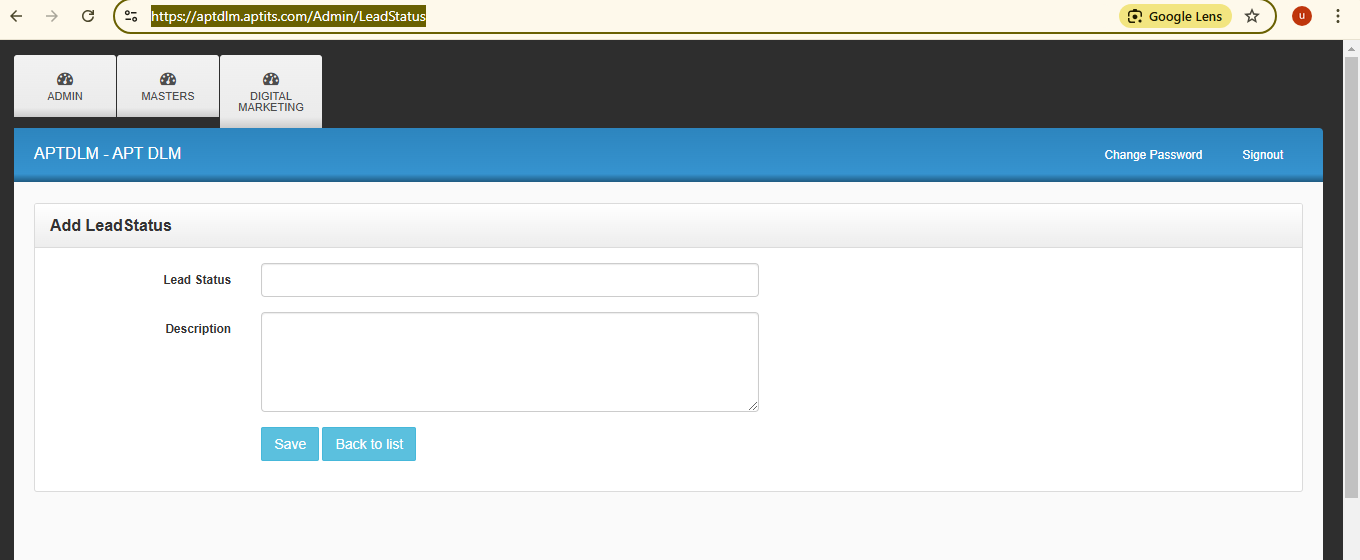 https://aptdlm.aptits.com/Admin/LeadStatus
Google Lens
u
ADMIN
MASTERS
DIGITAL
MARKETING
APTDLM - APT DLM
Change Password
Signout
Add LeadStatus
Lead Status
Description
Save
Back to list